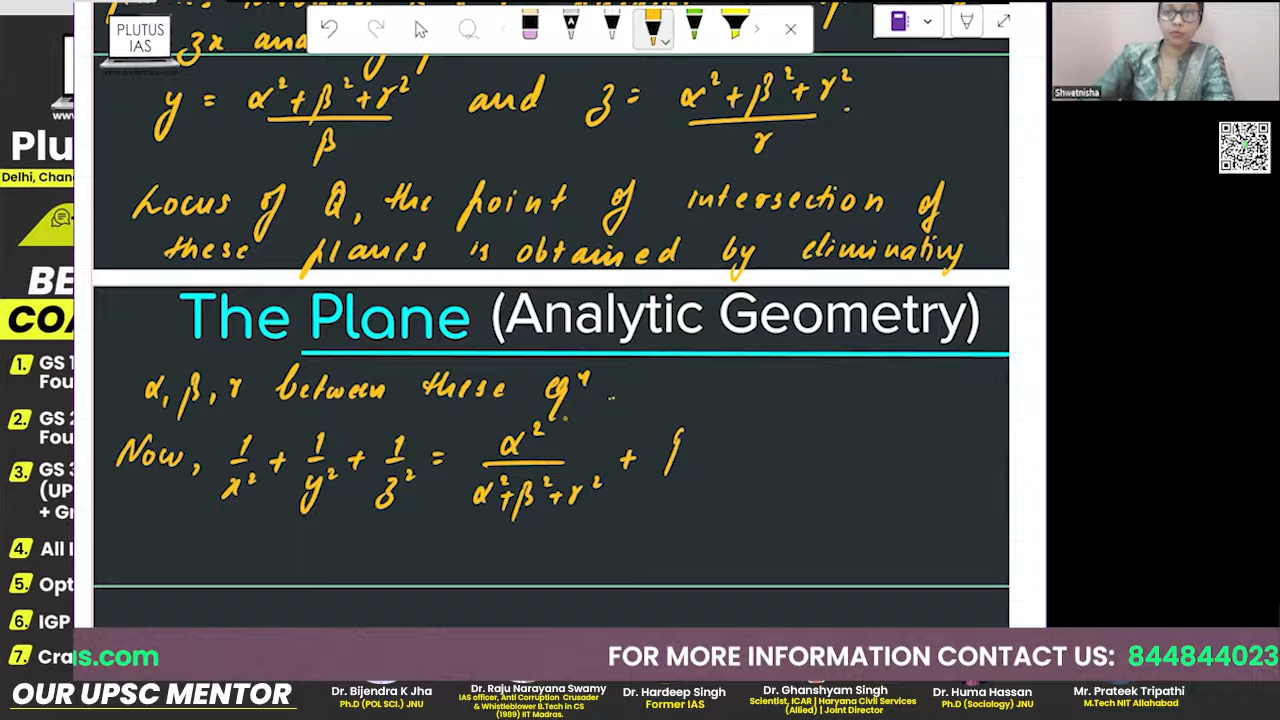 PLUTUS
IAS
zx and
y = α²+β²+γ² / β and z = α²+β²+γ² / γ.
Locus of Q, the point of intersection of
these planes is obtained by eliminating
The Plane (Analytic Geometry)
α, β, γ between these eqⁿ.
Now, 1/x² + 1/y² + 1/z² = α² / α²+β²+γ² +
Shwetnisha
www
Plu
Delhi, Chan
BE
COA
1. GS 1
Fou
2. GS 2
Fou
3. GS 3
(UP
+ Gr
4. All I
5. Opt
6. IGP
7. Cra
s.com
FOR MORE INFORMATION CONTACT US: 844844023
OUR UPSC MENTOR
Dr. Bijendra K Jha
Ph.D (POL SCI.) JNU
Dr. Raju Narayana Swamy
IAS officer, Anti Corruption Crusader
& Whistleblower B.Tech in CS
(1989) IIT Madras.
Dr. Hardeep Singh
Former IAS
Dr. Ghanshyam Singh
Scientist, ICAR | Haryana Civil Services
(Allied) | Joint Director
Dr. Huma Hassan
Ph.D (Sociology) JNU
Mr. Prateek Tripathi
M.Tech NIT Allahabad